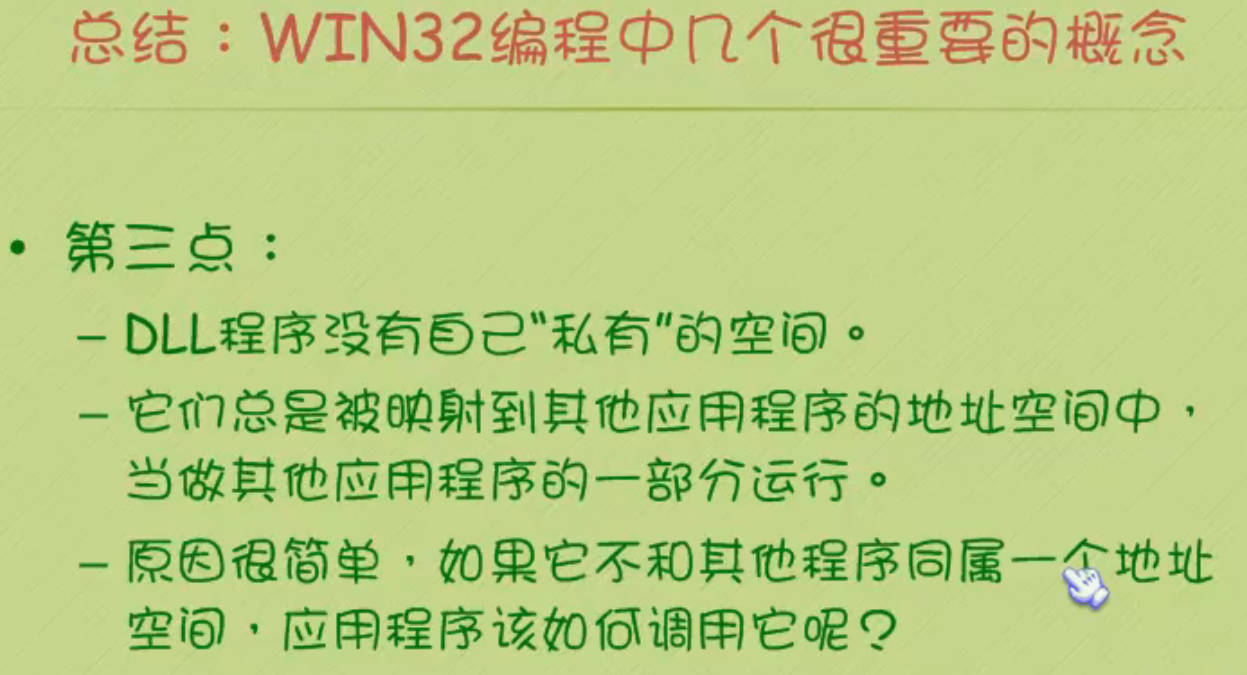 总结：WIN32编程中几个很重要的概念
• 第三点：
– DLL程序没有自己“私有”的空间。
– 它们总是被映射到其他应用程序的地址空间中，
当做其他应用程序的一部分运行。
– 原因很简单，如果它不和其他程序同属一个地址
空间，应用程序该如何调用它呢？